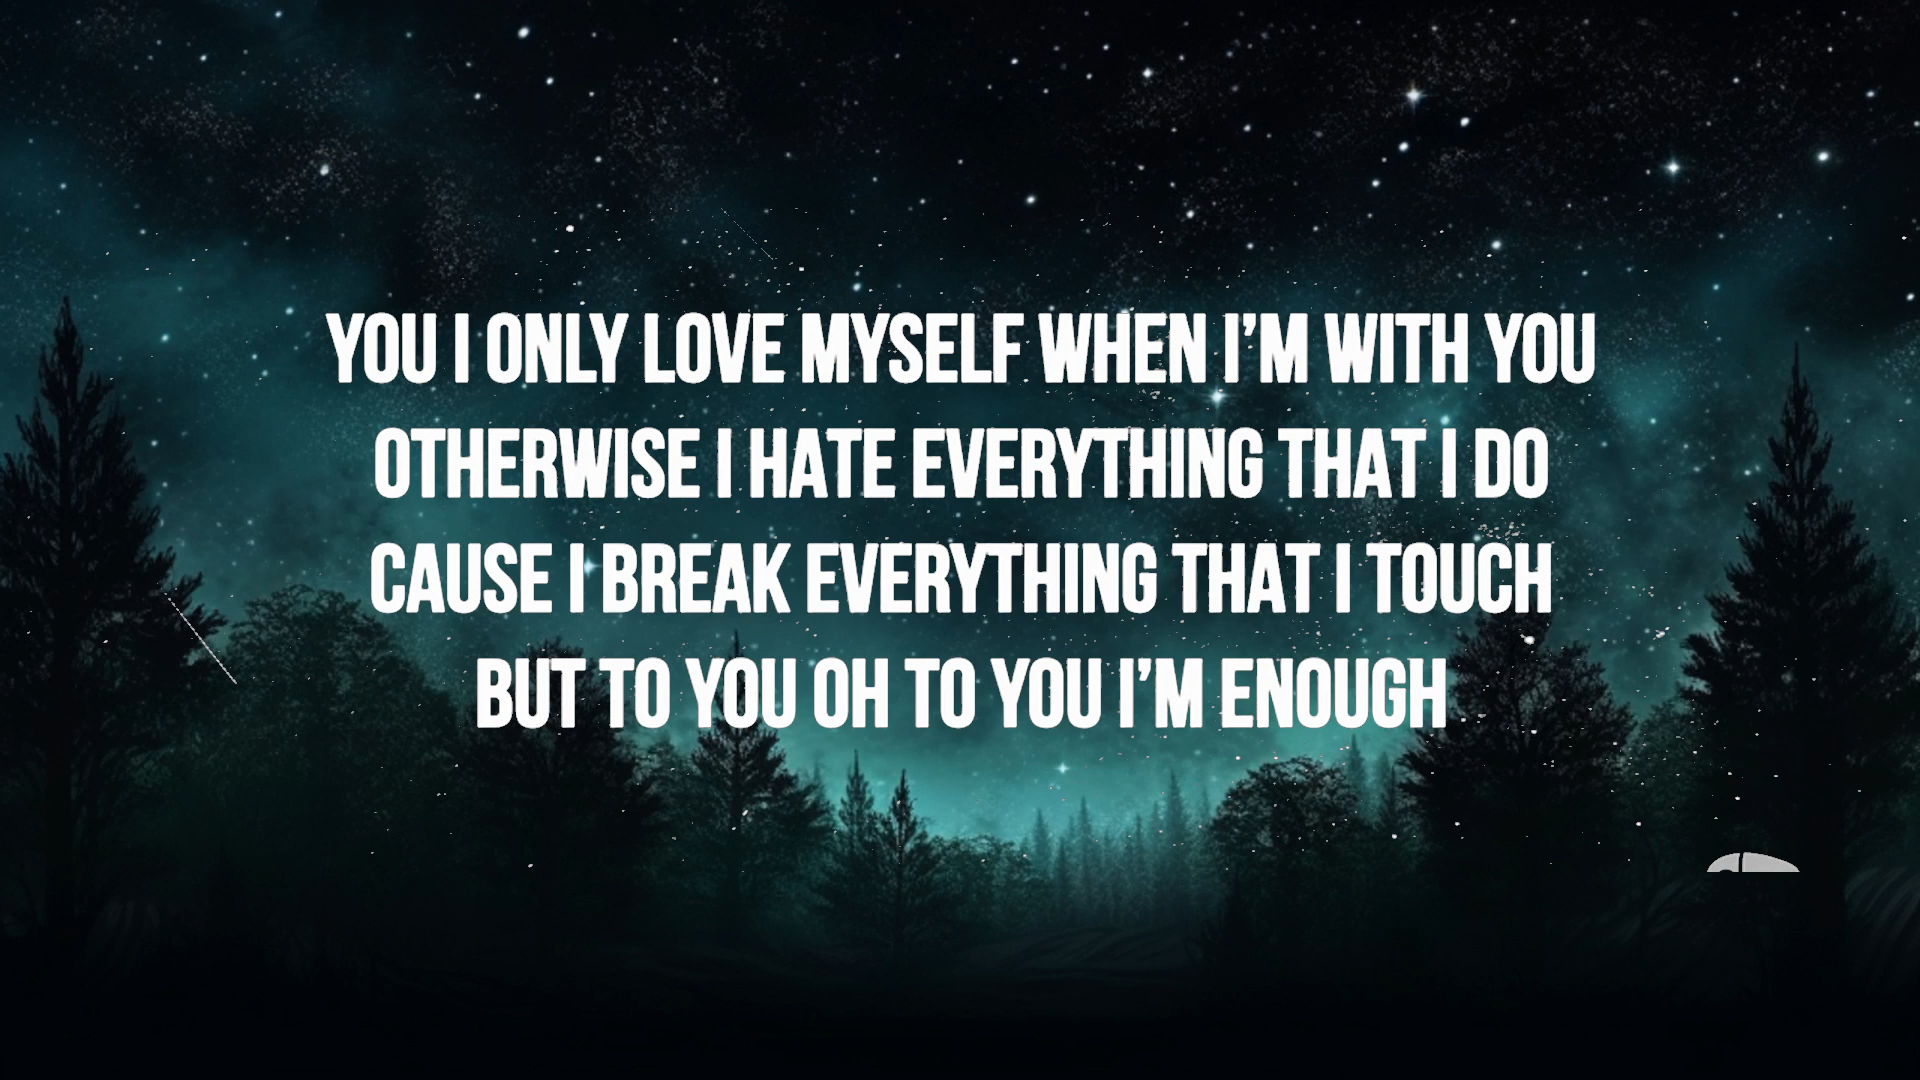 YOU I ONLY LOVE MYSELF WHEN I'M WITH YOU
OTHERWISE I HATE EVERYTHING THAT I DO
CAUSE I BREAK EVERYTHING THAT I TOUCH
BUT TO YOU OH TO YOU I'M ENOUGH